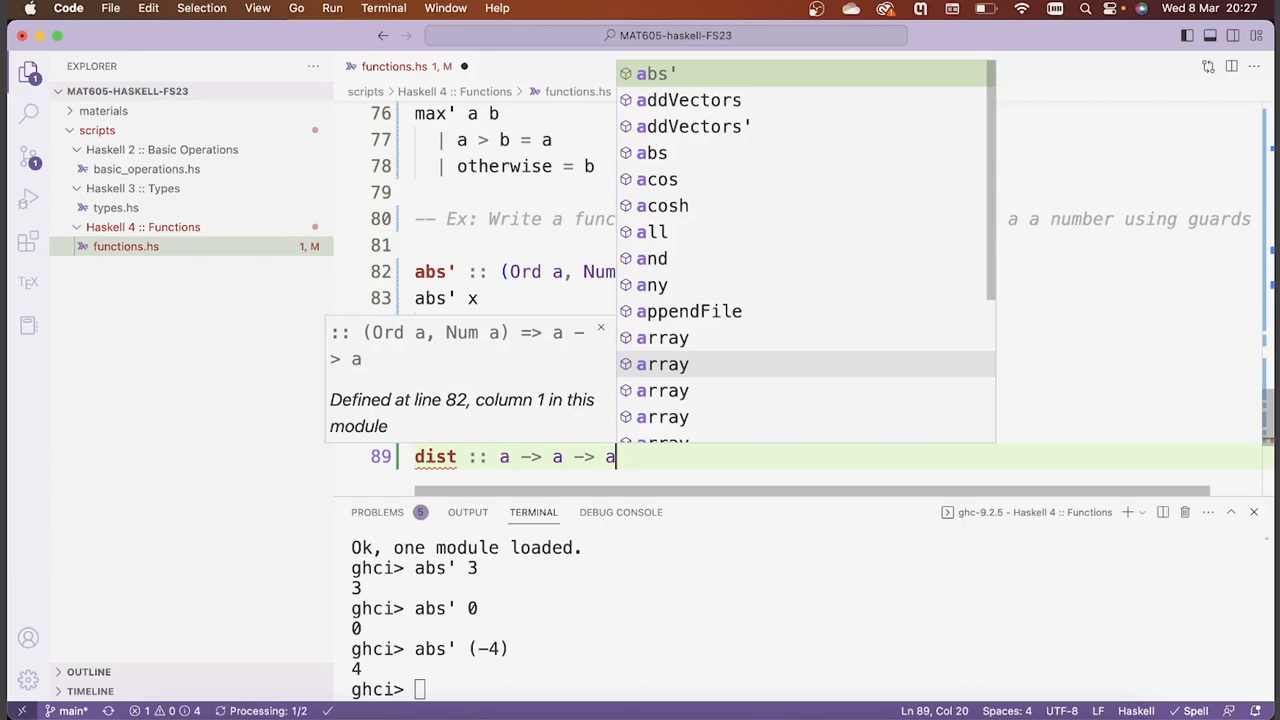 Code File Edit Selection View Go Run Terminal Window Help Wed 8 Mar 20:27
MAT605-haskell-FS23
EXPLORER
MAT605-HASKELL-FS23
materials
scripts
Haskell 2 :: Basic Operations
basic_operations.hs
Haskell 3 :: Types
types.hs
Haskell 4 :: Functions
functions.hs 1, M
OUTLINE
TIMELINE
functions.hs 1, M
scripts > Haskell 4 :: Functions > functions.hs
76 max' a b
77 | a > b = a
78 | otherwise = b
79
80 -- Ex: Write a func a a number using guards
81
82 abs' :: (Ord a, Num
83 abs' x
89 dist :: a -> a -> a
:: (Ord a, Num a) => a -
> a
Defined at line 82, column 1 in this
module
abs'
addVectors
addVectors'
abs
acos
acosh
all
and
any
appendFile
array
array
array
array
array
PROBLEMS 5 OUTPUT TERMINAL DEBUG CONSOLE
ghc-9.2.5 - Haskell 4 :: Functions
Ok, one module loaded.
ghci> abs' 3
3
ghci> abs' 0
0
ghci> abs' (-4)
4
ghci>
main* 1 0 4 Processing: 1/2 Ln 89, Col 20 Spaces: 4 UTF-8 LF Haskell Spell